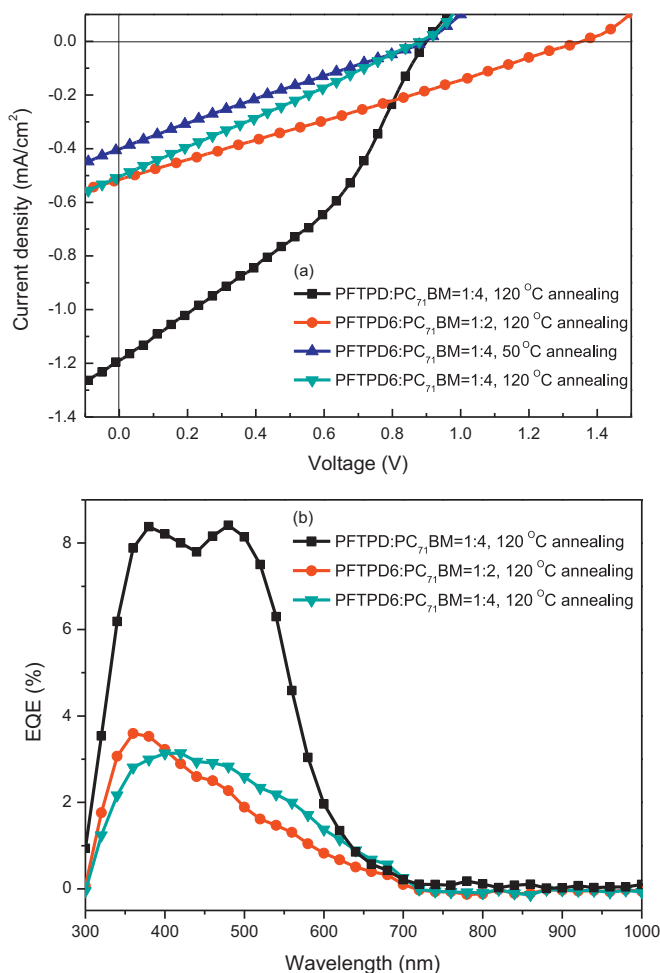 0.0
-0.2
-0.4
-0.6
-0.8
-1.0
-1.2
-1.4
Current density (mA/cm²)
(a)
PFTPD:PC₇₁BM=1:4, 120 °C annealing
PFTPD6:PC₇₁BM=1:2, 120 °C annealing
PFTPD6:PC₇₁BM=1:4, 50°C annealing
PFTPD6:PC₇₁BM=1:4, 120 °C annealing
0.0 0.2 0.4 0.6 0.8 1.0 1.2 1.4
Voltage (V)
(b)
PFTPD:PC₇₁BM=1:4, 120 °C annealing
PFTPD6:PC₇₁BM=1:2, 120 °C annealing
PFTPD6:PC₇₁BM=1:4, 120 °C annealing
8
6
4
2
0
EQE (%)
300 400 500 600 700 800 900 1000
Wavelength (nm)